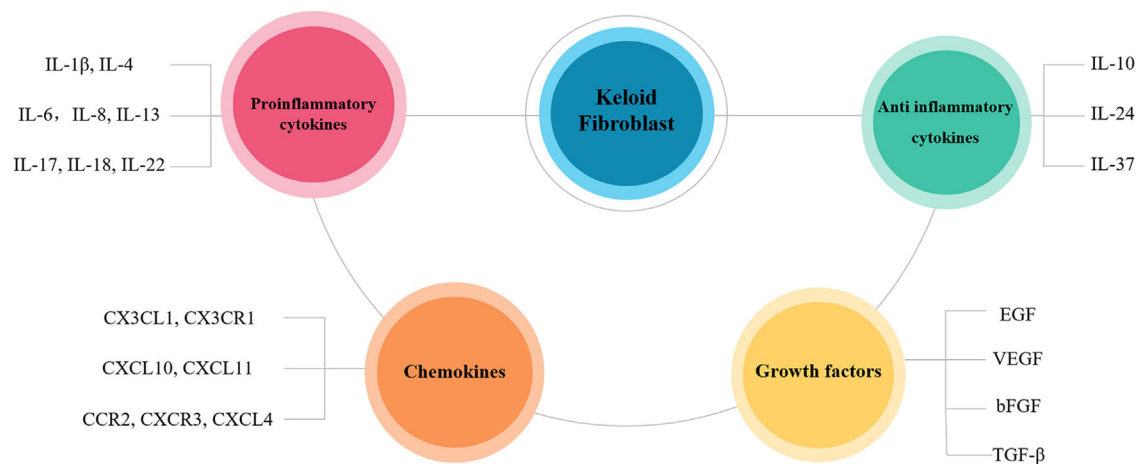 IL-1β, IL-4
IL-6， IL-8, IL-13
IL-17, IL-18, IL-22
Proinflammatory
cytokines
Keloid
Fibroblast
Anti inflammatory
cytokines
IL-10
IL-24
IL-37
CX3CL1, CX3CR1
CXCL10, CXCL11
CCR2, CXCR3, CXCL4
Chemokines
Growth factors
EGF
VEGF
bFGF
TGF-β